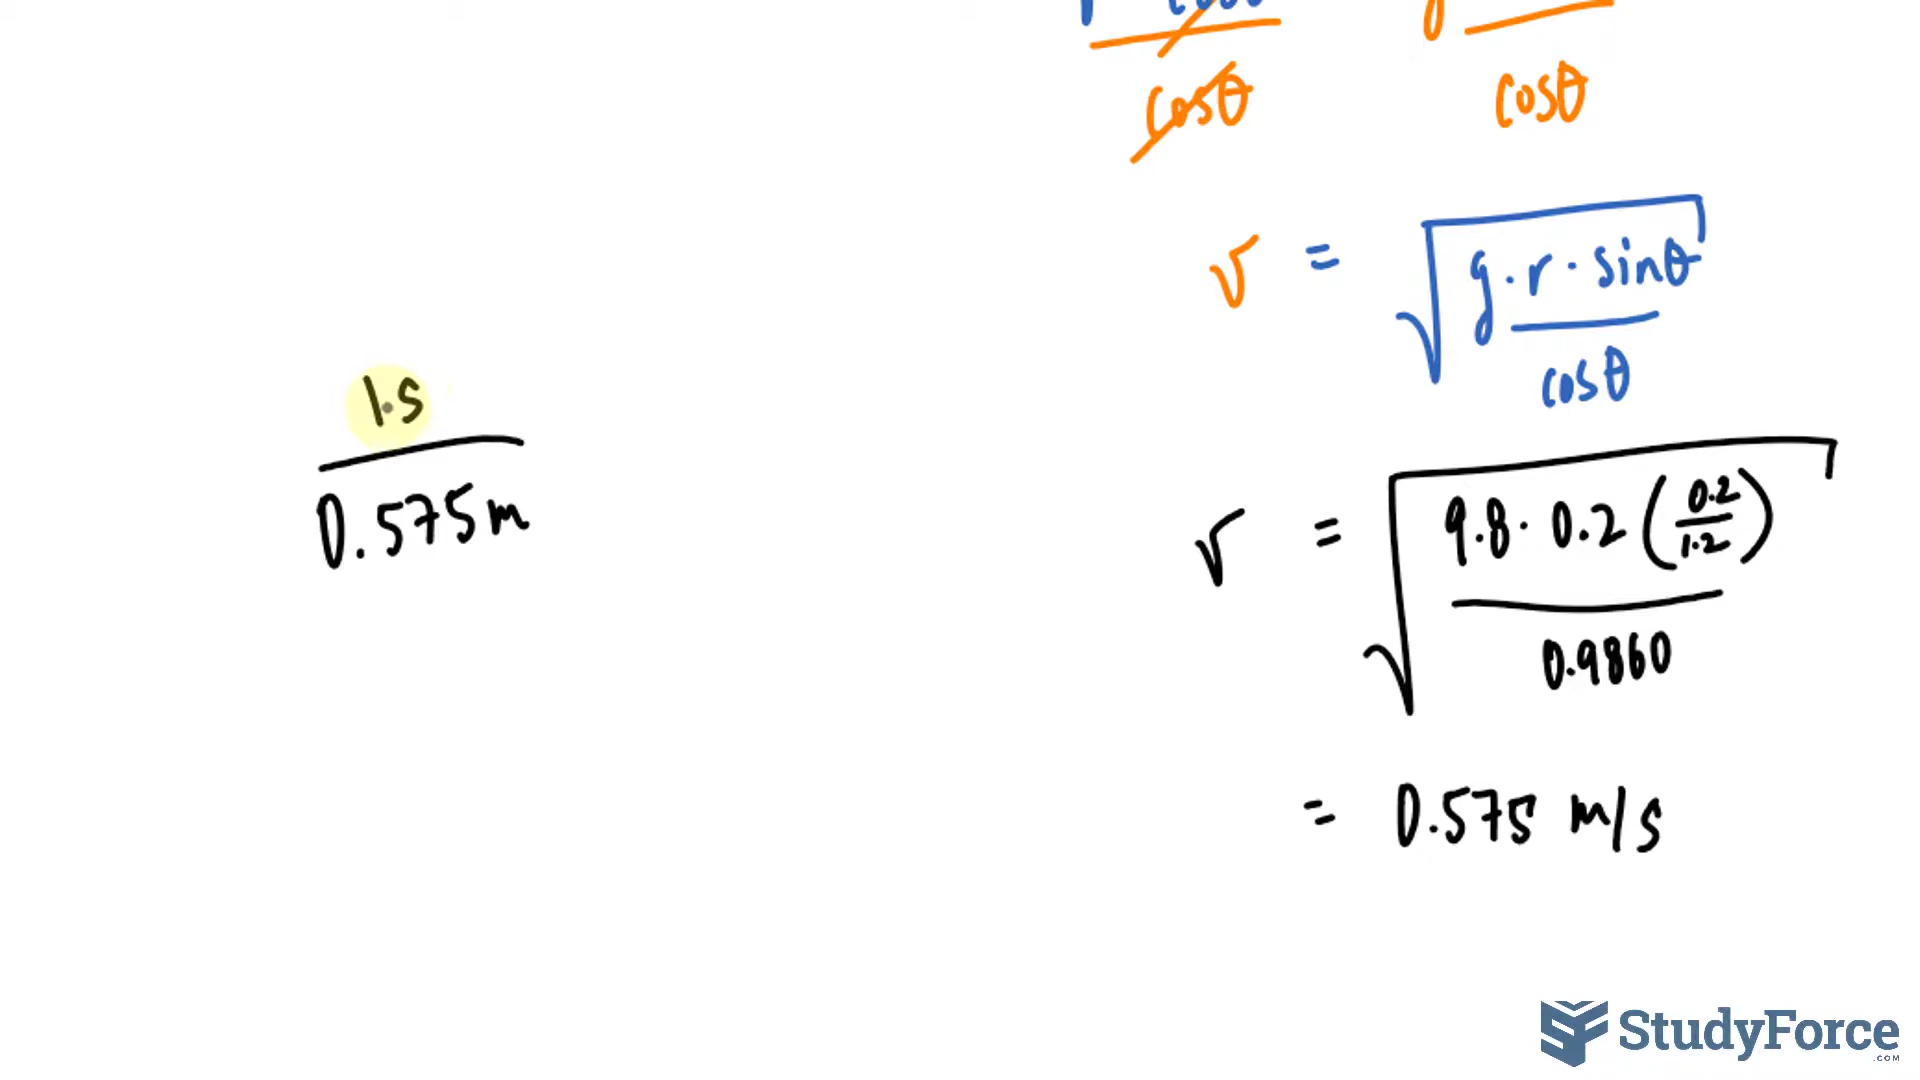 cosθ cosθ
v = √(g·r·sinθ / cosθ)
1·s
0.575m
v = √(9.8·0.2(0.2/1.2) / 0.9860)
= 0.575 m/s
StudyForce
.COM